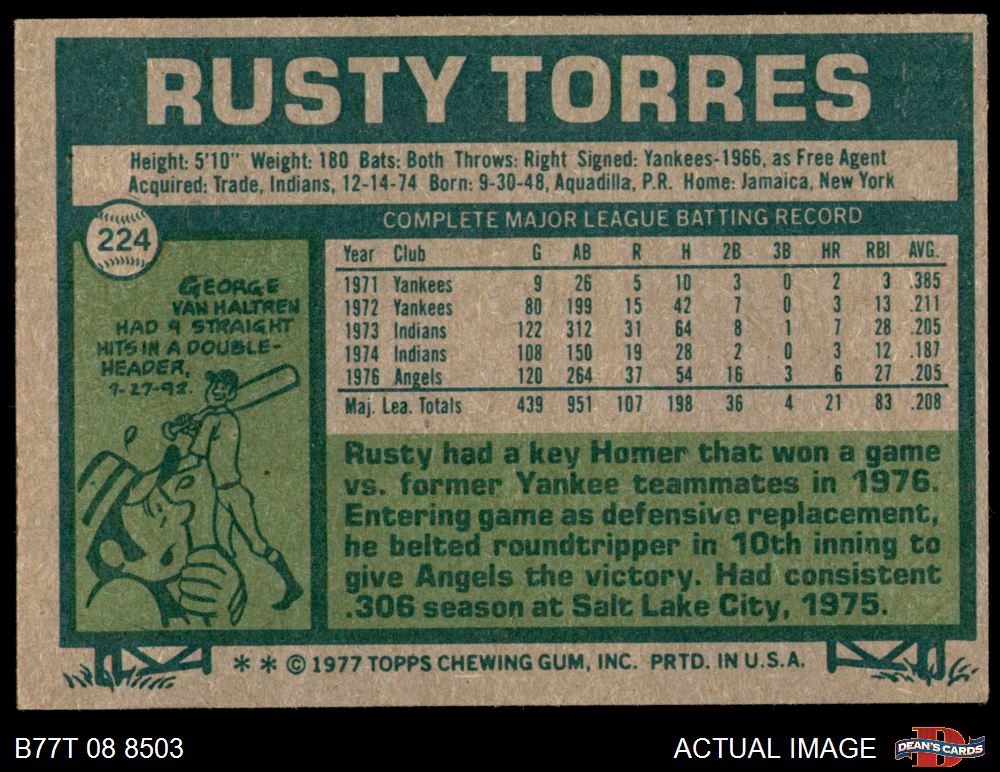 RUSTY TORRES
Height: 5'10" Weight: 180 Bats: Both Throws: Right Signed: Yankees-1966, as Free Agent
Acquired: Trade, Indians, 12-14-74 Born: 9-30-48, Aquadilla, P.R. Home: Jamaica, New York
224
COMPLETE MAJOR LEAGUE BATTING RECORD
Year Club G AB R H 2B 3B HR RBI AVG.
1971 Yankees 9 26 5 10 3 0 2 3 .385
1972 Yankees 80 199 15 42 7 0 3 13 .211
1973 Indians 122 312 31 64 8 1 7 28 .205
1974 Indians 108 150 19 28 2 0 3 12 .187
1976 Angels 120 264 37 54 16 3 6 27 .205
Maj. Lea. Totals 439 951 107 198 36 4 21 83 .208
GEORGE
VAN HALTREN
HAD 9 STRAIGHT
HITS IN A DOUBLE-
HEADER,
7-27-92.
Rusty had a key Homer that won a game
vs. former Yankee teammates in 1976.
Entering game as defensive replacement,
he belted roundtripper in 10th inning to
give Angels the victory. Had consistent
.306 season at Salt Lake City, 1975.
* * © 1977 TOPPS CHEWING GUM, INC. PRTD. IN U.S.A.
B77T 08 8503
ACTUAL IMAGE
D
DEAN'S CARDS